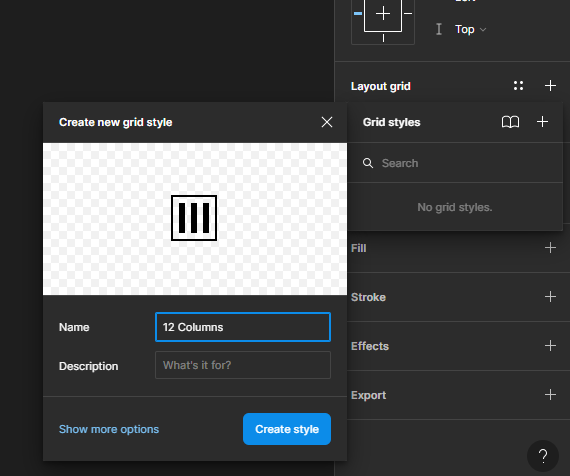 Top
Layout grid
Create new grid style
Grid styles
Search
No grid styles.
Fill
Name
12 Columns
Stroke
Description
What's it for?
Effects
Export
Show more options
Create style
?